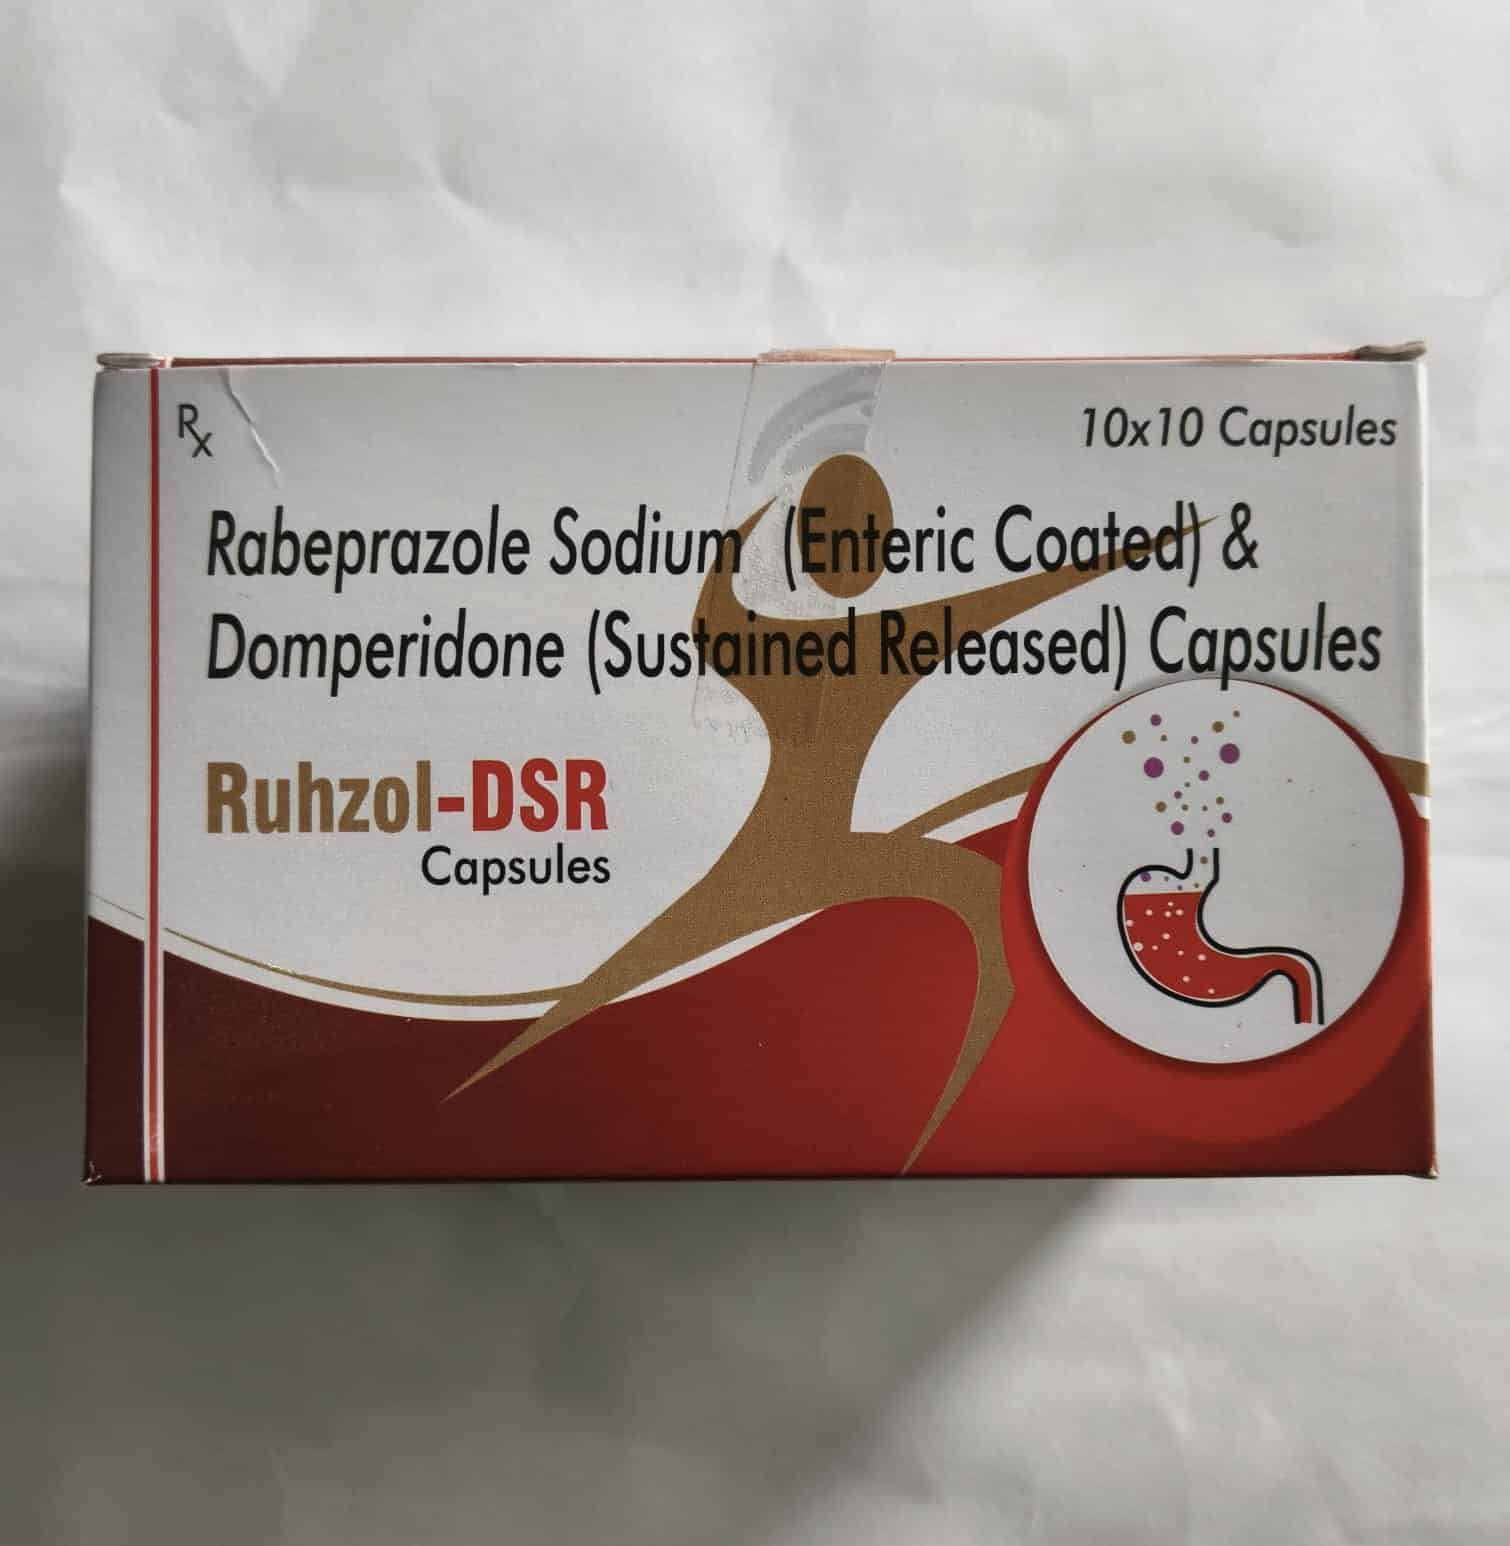 Rx
10x10 Capsules
Rabeprazole Sodium (Enteric Coated) &
Domperidone (Sustained Released) Capsules
Ruhzol-DSR
Capsules